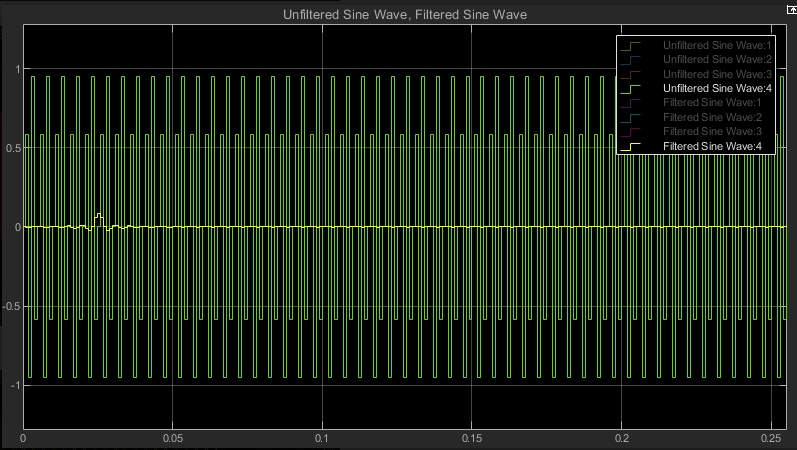 Unfiltered Sine Wave, Filtered Sine Wave
Unfiltered Sine Wave:1
Unfiltered Sine Wave:2
Unfiltered Sine Wave:3
Unfiltered Sine Wave:4
Filtered Sine Wave:1
Filtered Sine Wave:2
Filtered Sine Wave:3
Filtered Sine Wave:4
1
0.5
0
-0.5
-1
0 0.05 0.1 0.15 0.2 0.25